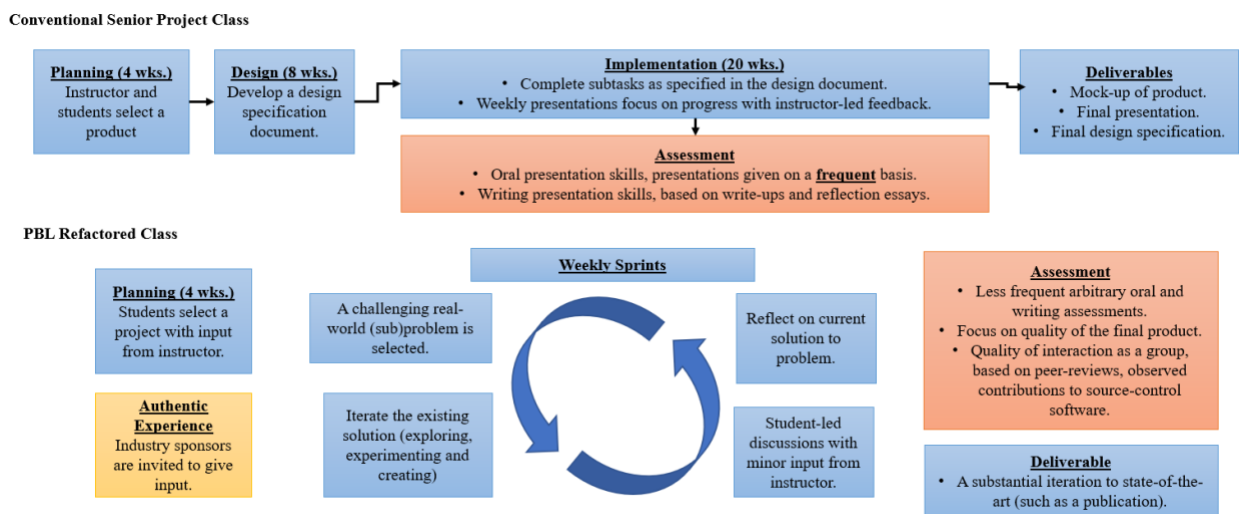 Conventional Senior Project Class
Planning (4 wks.)
Instructor and
students select a
product
Design (8 wks.)
Develop a design
specification
document.
Implementation (20 wks.)
• Complete subtasks as specified in the design document.
• Weekly presentations focus on progress with instructor-led feedback.
Deliverables
• Mock-up of product.
• Final presentation.
• Final design specification.
Assessment
• Oral presentation skills, presentations given on a frequent basis.
• Writing presentation skills, based on write-ups and reflection essays.
PBL Refactored Class
Planning (4 wks.)
Students select a
project with input
from instructor.
Authentic
Experience
Industry sponsors
are invited to give
input.
Weekly Sprints
A challenging real-
world (sub)problem is
selected.
Iterate the existing
solution (exploring,
experimenting and
creating)
Reflect on current
solution to
problem.
Student-led
discussions with
minor input from
instructor.
Assessment
• Less frequent arbitrary oral and
writing assessments.
• Focus on quality of the final product.
• Quality of interaction as a group,
based on peer-reviews, observed
contributions to source-control
software.
Deliverable
• A substantial iteration to state-of-the-
art (such as a publication).